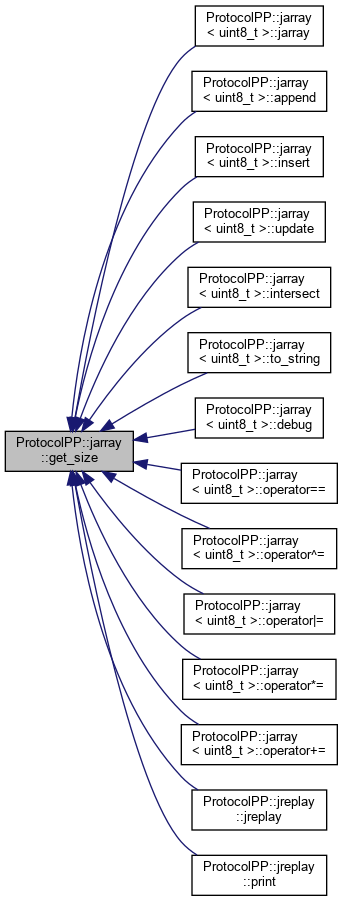 ProtocolPP::jarray
< uint8_t >::jarray
ProtocolPP::jarray
< uint8_t >::append
ProtocolPP::jarray
< uint8_t >::insert
ProtocolPP::jarray
< uint8_t >::update
ProtocolPP::jarray
< uint8_t >::intersect
ProtocolPP::jarray
< uint8_t >::to_string
ProtocolPP::jarray
< uint8_t >::debug
ProtocolPP::jarray
::get_size
ProtocolPP::jarray
< uint8_t >::operator==
ProtocolPP::jarray
< uint8_t >::operator^=
ProtocolPP::jarray
< uint8_t >::operator|=
ProtocolPP::jarray
< uint8_t >::operator*=
ProtocolPP::jarray
< uint8_t >::operator+=
ProtocolPP::jreplay
::jreplay
ProtocolPP::jreplay
::print